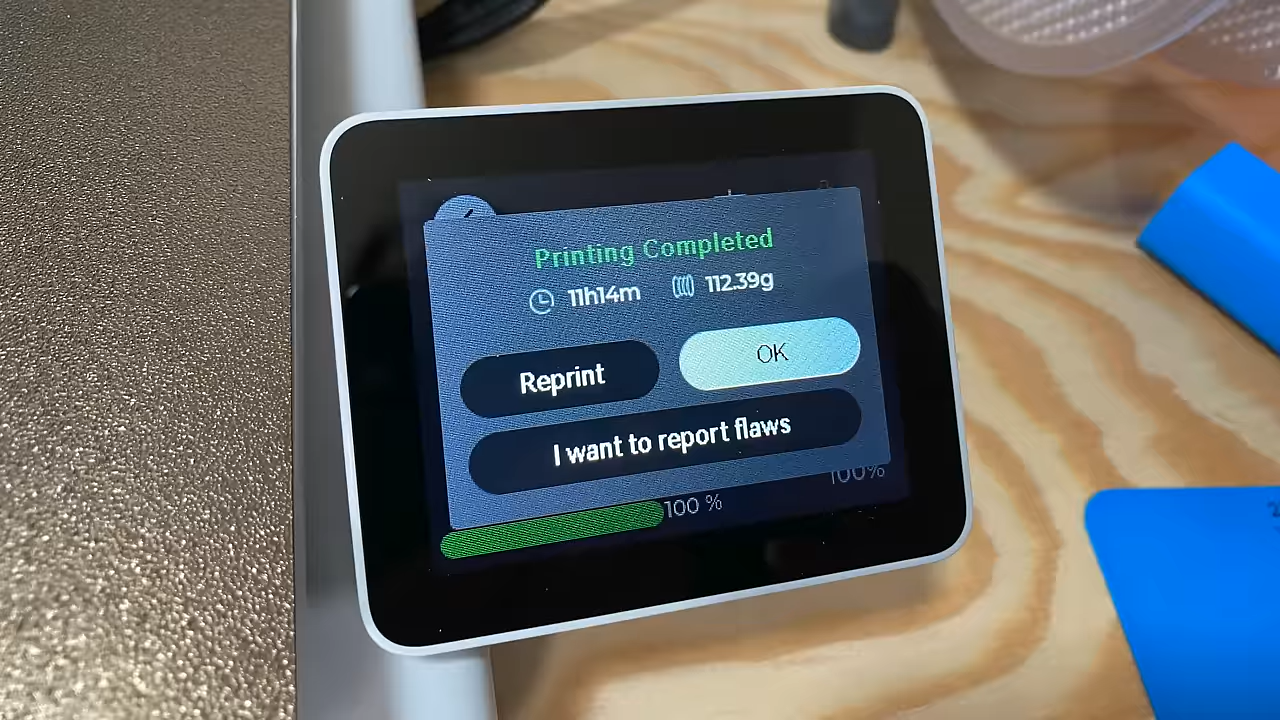 Printing Completed
11h14m 112.39g
Reprint OK
I want to report flaws
100%
100 %